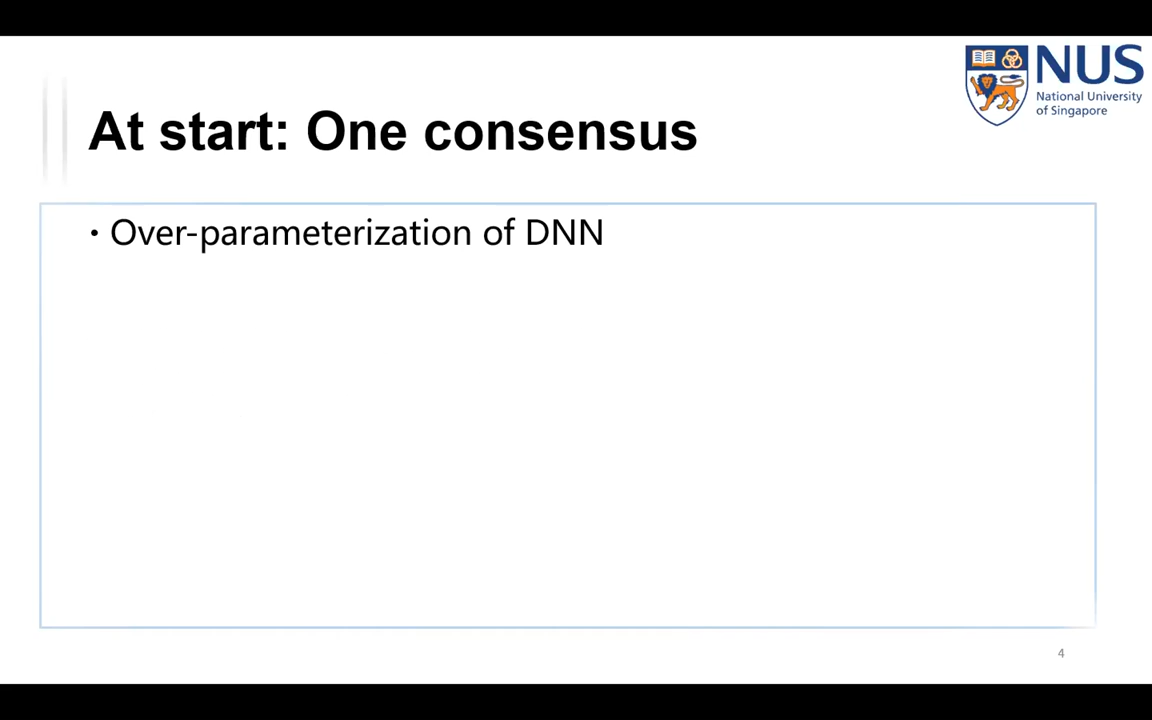 NUS
National University
of Singapore
At start: One consensus
• Over-parameterization of DNN
4